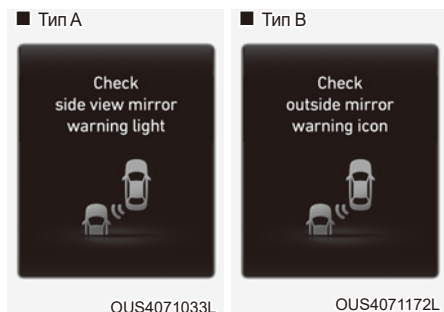 ■ Тип A
■ Тип B
Check
side view mirror
warning light
Check
outside mirror
warning icon
OUS4071033L
OUS4071172L